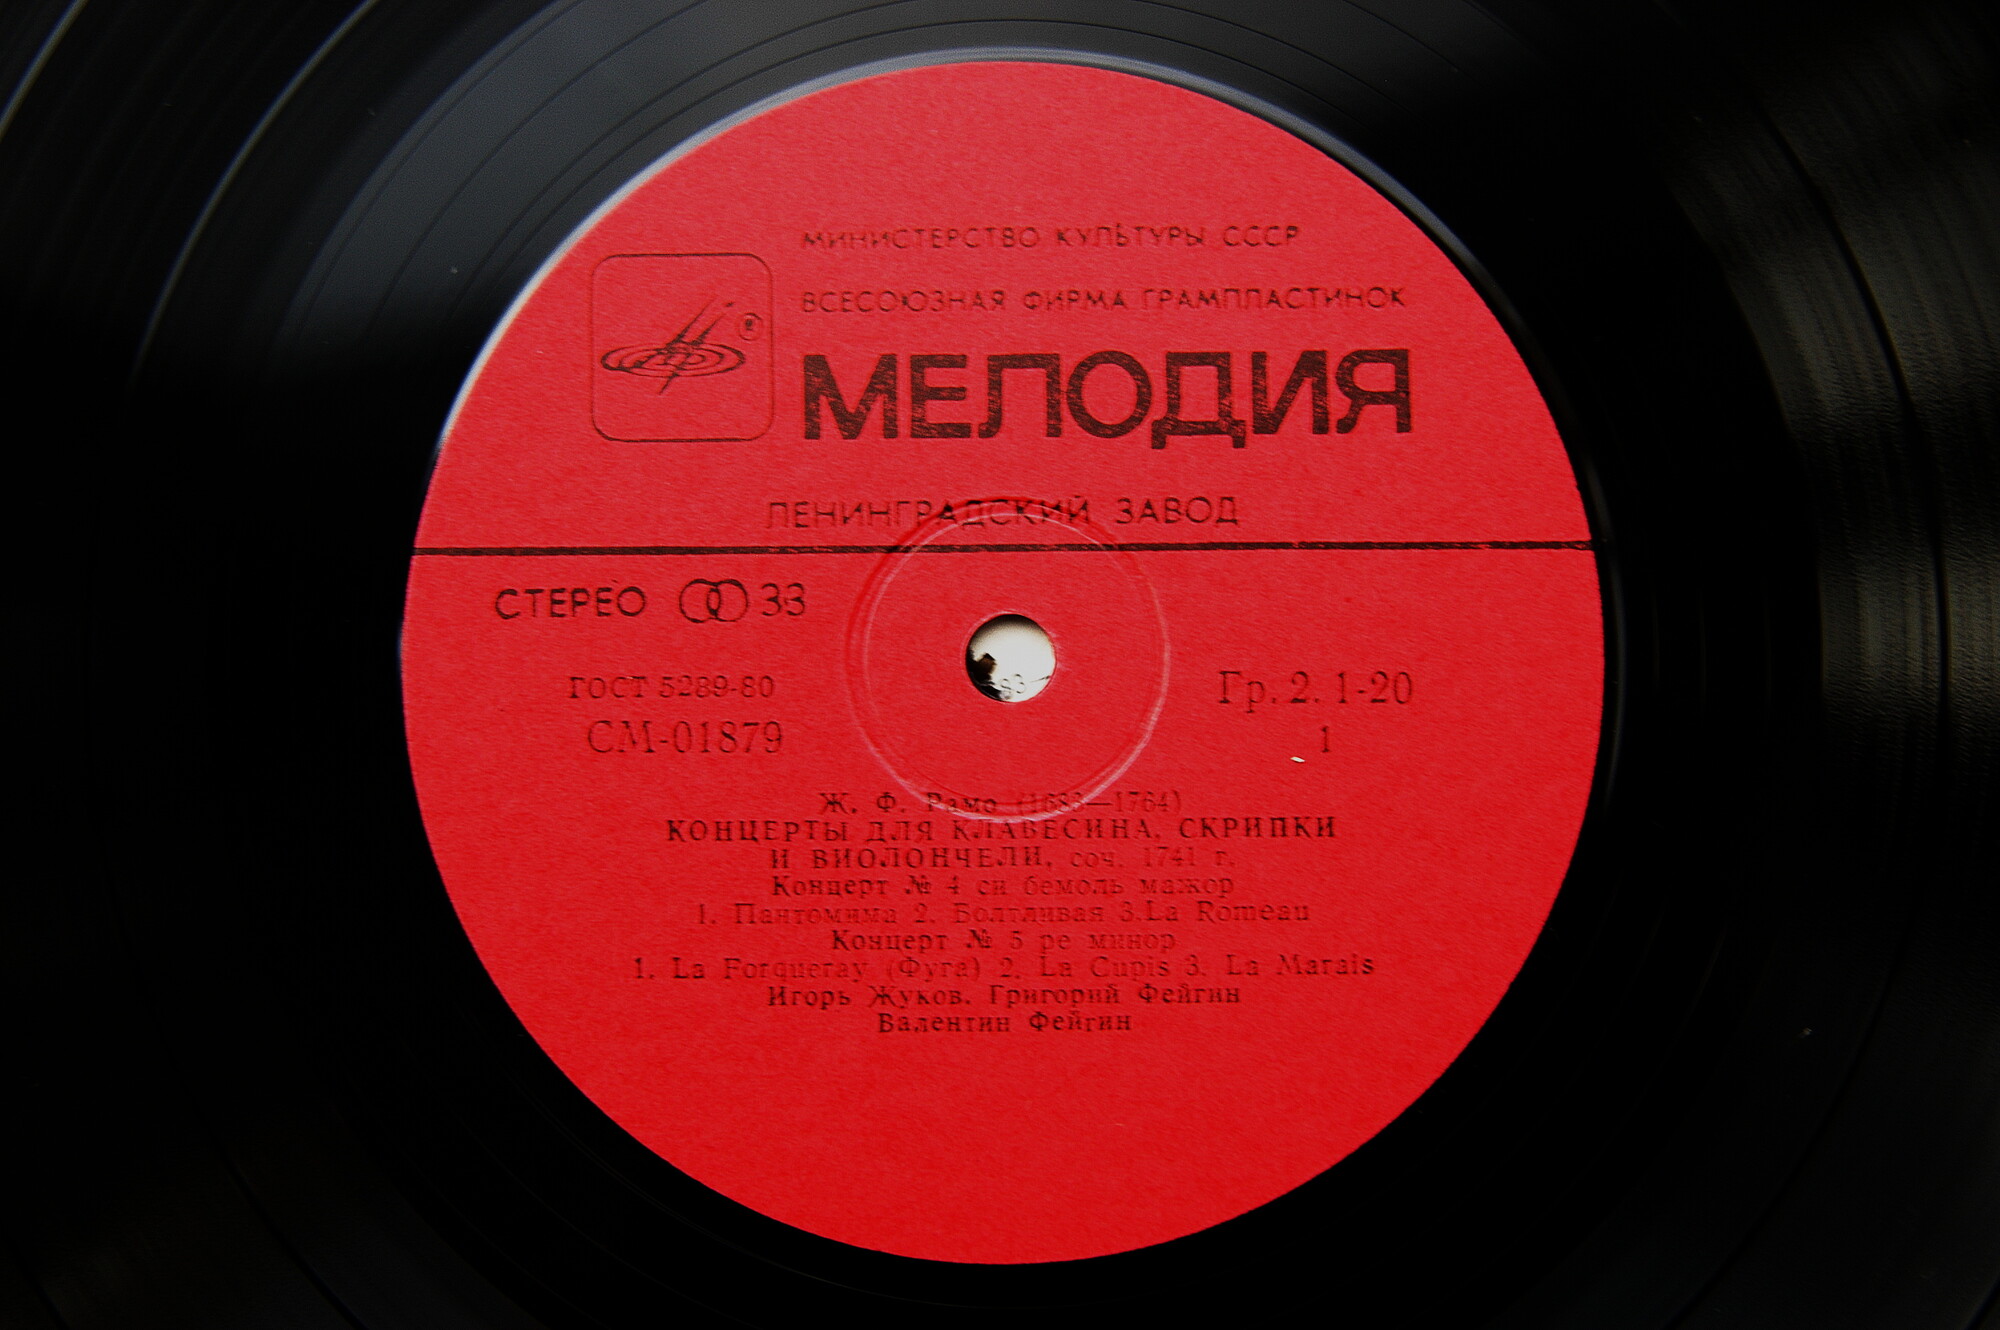 МИНИСТЕРСТВО КУЛЬТУРЫ СССР
ВСЕСОЮЗНАЯ ФИРМА ГРАМПЛАСТИНОК
МЕЛОДИЯ
ЛЕНИНГРАДСКИЙ ЗАВОД
СТЕРЕО 33
ГОСТ 5289-80
СМ-01879
Гр. 2. 1-20
1
Ж. Ф. Рамо (1683—1764)
КОНЦЕРТЫ ДЛЯ КЛАВЕСИНА, СКРИПКИ
И ВИОЛОНЧЕЛИ, соч. 1741 г.
Концерт № 4 си бемоль мажор
1. Пантомима 2. Болтливая 3.La Romeau
Концерт № 5 ре минор
1. La Forqueray (Фуга) 2. La Cupis 3. La Marais
Игорь Жуков, Григорий Фейгин
Валентин Фейгин